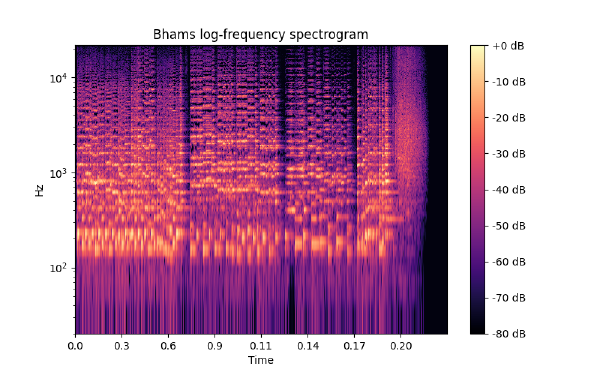 Bhams log-frequency spectrogram
Hz
10⁴
10³
10²
0.0 0.3 0.6 0.9 0.11 0.14 0.17 0.20
Time
+0 dB
-10 dB
-20 dB
-30 dB
-40 dB
-50 dB
-60 dB
-70 dB
-80 dB